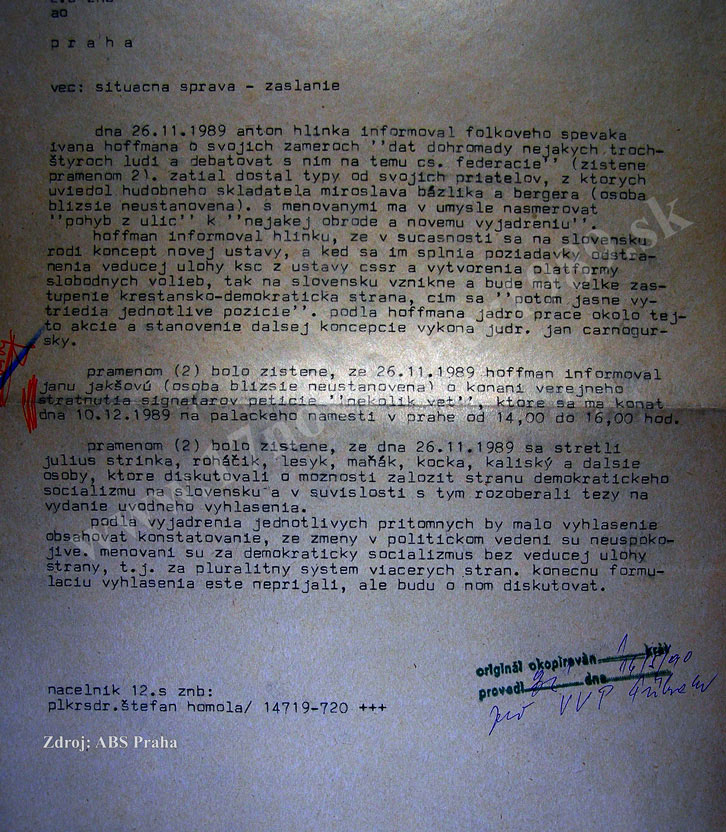 ao
p r a h a
vec: situacna sprava - zaslanie
dna 26.11.1989 anton hlinka informoval folkoveho spevaka
ivana hoffmana o svojich zameroch ''dat dohromady nejakych troch-
štyroch ludi a debatovat s nim na temu cs. federacie'' (zistene
pramenom 2). zatial dostal typy od svojich priatelov, z ktorych
uviedol hudobneho skladatela miroslava bázlika a bergera (osoba
blizsie neustanovena). s menovanymi ma v umysle nasmerovat
''pohyb z ulic'' k ''nejakej obrode a novemu vyjadreniu''.
hoffman informoval hlinku, ze v sucasnosti sa na slovensku
rodi koncept novej ustavy, a ked sa im splnia poziadavky odstra-
nenia veducej ulohy ksc z ustavy cssr a vytvorenia platformy
slobodnych volieb, tak na slovensku vznikne a bude mat velke zas-
tupenie krestansko-demokraticka strana, cim sa ''potom jasne vy-
triedia jednotlive pozicie''. podla hoffmana jadro prace okolo tej-
to akcie a stanovenie dalsej koncepcie vykona judr. jan carnogur-
sky.
pramenom (2) bolo zistene, ze 26.11.1989 hoffman informoval
janu jakšovú (osoba blizsie neustanovena) o konani verejneho
stratnutia signatarov peticie ''nekolik vet'', ktore sa ma konat
dna 10.12.1989 na palackeho namesti v prahe od 14,00 do 16,00 hod.
pramenom (2) bolo zistene, ze dna 26.11.1989 sa stretli
julius strinka, roháčik, lesyk, maňák, kocka, kaliský a dalsie
osoby, ktore diskutovali o moznosti zalozit stranu demokratickeho
socializmu na slovensku a v suvislosti s tym rozoberali tezy na
vydanie uvodneho vyhlasenia.
podla vyjadrenia jednotlivych pritomnych by malo vyhlasenie
obsahovat konstatovanie, ze zmeny v politickom vedeni su neuspoko-
jive. menovani su za demokraticky socializmus bez veducej ulohy
strany, t.j. za pluralitny system viacerych stran. konecnu formu-
laciu vyhlasenia este neprijali, ale budu o nom diskutovat.
originál okopírován 1 krát
provedl dne 16/5/90
VVP
nacelnik 12.s znb:
plkrsdr.štefan homola/ 14719-720 +++
Zdroj: ABS Praha